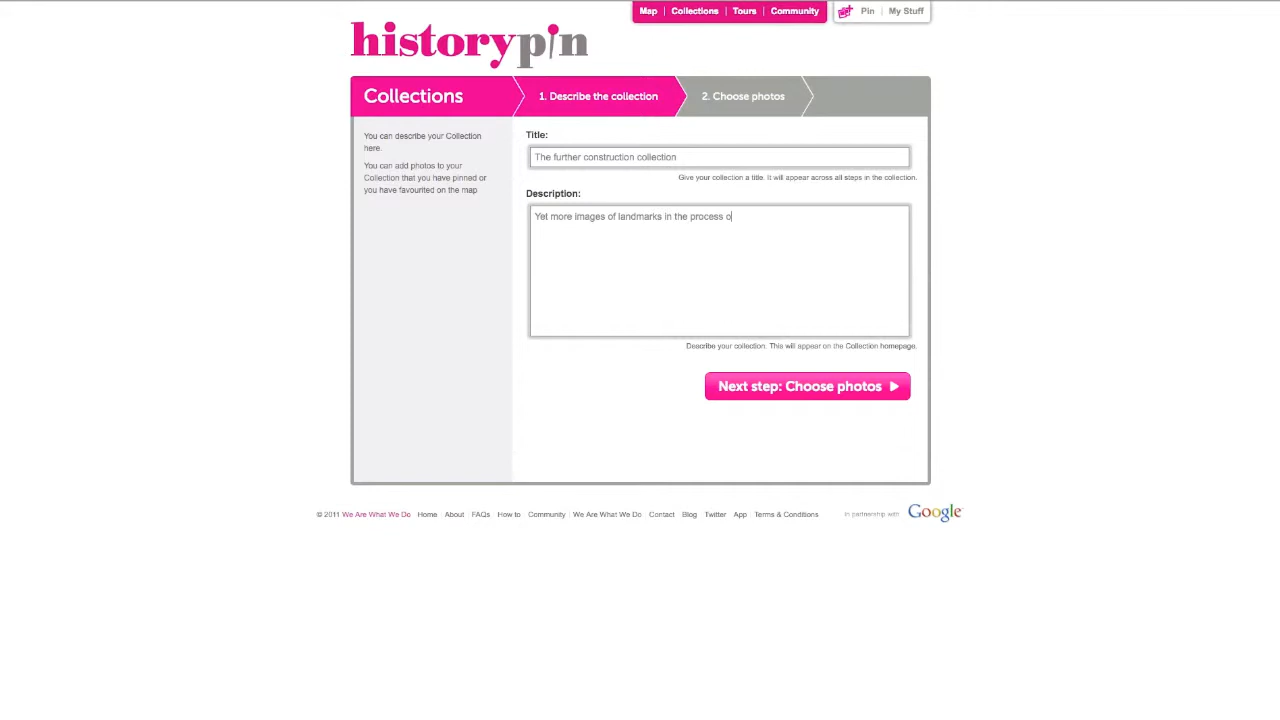 Map | Collections | Tours | Community
Pin | My Stuff
historypin
Collections
1. Describe the collection
2. Choose photos
You can describe your Collection
here.
You can add photos to your
Collection that you have pinned or
you have favourited on the map
Title:
The further construction collection
Give your collection a title. It will appear across all steps in the collection.
Description:
Yet more images of landmarks in the process o
Describe your collection. This will appear on the Collection homepage.
Next step: Choose photos
© 2011 We Are What We Do Home About FAQs How to Community We Are What We Do Contact Blog Twitter App Terms & Conditions
in partnership with Google